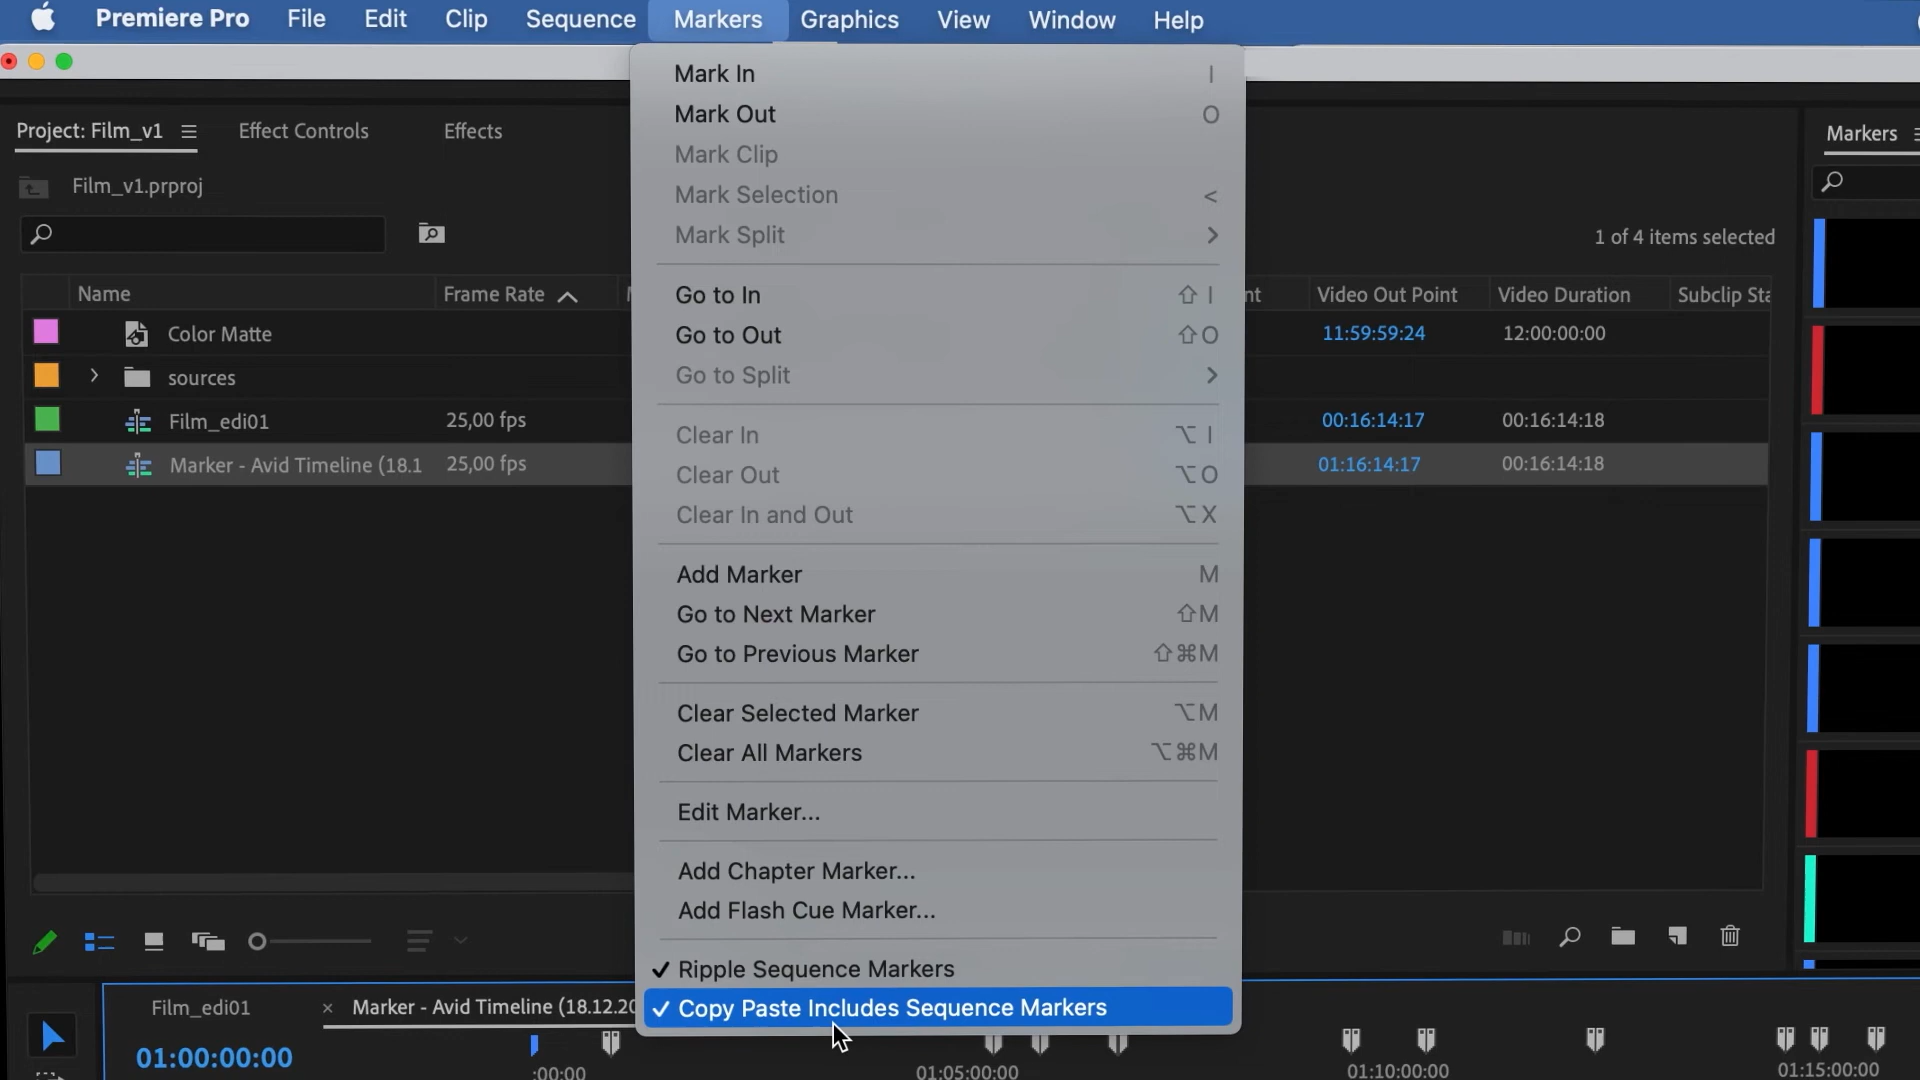 Premiere Pro File Edit Clip Sequence Markers Graphics View Window Help
Mark In I
Mark Out O
Mark Clip
Mark Selection <
Mark Split >
Go to In ⇧ I
Go to Out ⇧O
Go to Split >
Clear In ⌥ I
Clear Out ⌥O
Clear In and Out ⌥X
Add Marker M
Go to Next Marker ⇧M
Go to Previous Marker ⇧⌘M
Clear Selected Marker ⌥M
Clear All Markers ⌥⌘M
Edit Marker...
Add Chapter Marker...
Add Flash Cue Marker...
✓ Ripple Sequence Markers
✓ Copy Paste Includes Sequence Markers
Project: Film_v1 Effect Controls Effects
Film_v1.prproj
1 of 4 items selected
Name Frame Rate Video Out Point Video Duration Subclip Sta
Color Matte 11:59:59:24 12:00:00:00
sources
Film_edi01 25,00 fps 00:16:14:17 00:16:14:18
Marker - Avid Timeline (18.1 25,00 fps 01:16:14:17 00:16:14:18
Markers
Film_edi01 × Marker - Avid Timeline (18.12.20
01:00:00:00
:00:00 01:05:00:00 01:10:00:00 01:15:00:00